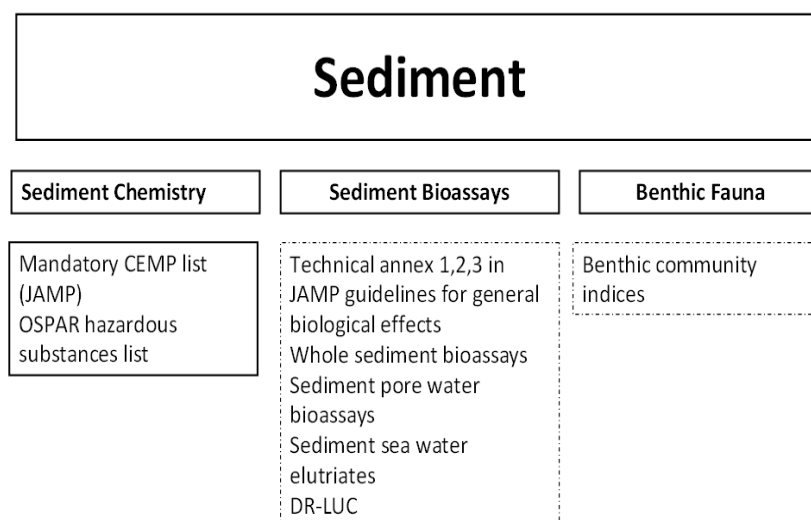 Sediment
Sediment Chemistry
Sediment Bioassays
Benthic Fauna
Mandatory CEMP list
(JAMP)
OSPAR hazardous
substances list
Technical annex 1,2,3 in
JAMP guidelines for general
biological effects
Whole sediment bioassays
Sediment pore water
bioassays
Sediment sea water
elutriates
DR-LUC
Benthic community
indices